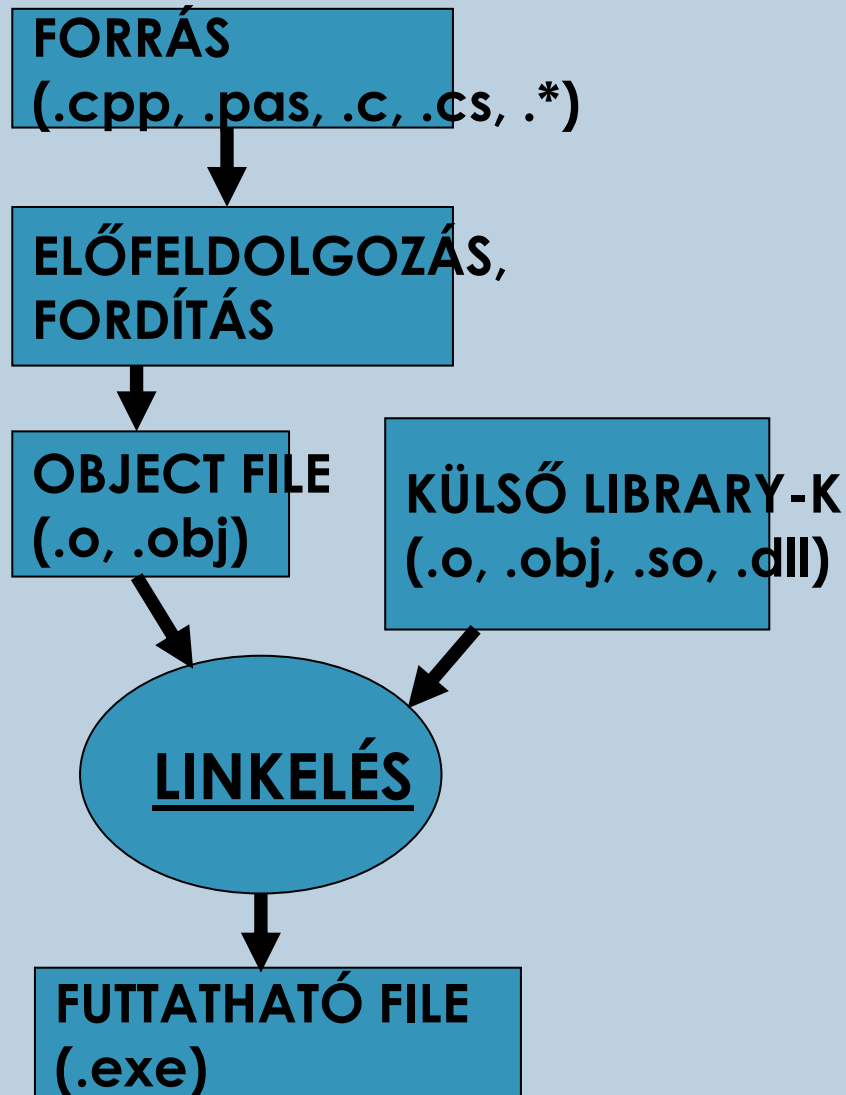 FORRÁS
(.cpp, .pas, .c, .cs, .*)
ELŐFELDOLGOZÁS,
FORDÍTÁS
OBJECT FILE
(.o, .obj)
KÜLSŐ LIBRARY-K
(.o, .obj, .so, .dll)
LINKELÉS
FUTTATHATÓ FILE
(.exe)